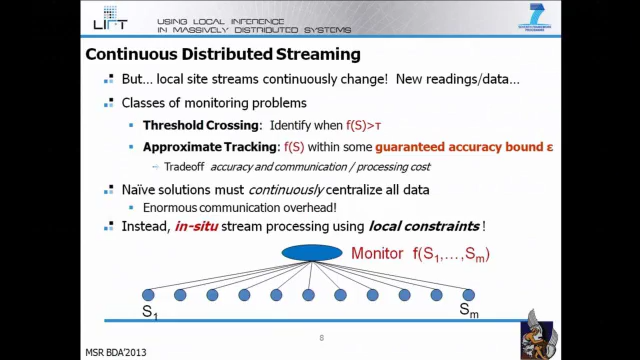 LIFT
USING LOCAL INFERENCE
IN MASSIVELY DISTRIBUTED SYSTEMS
7
Continuous Distributed Streaming
But… local site streams continuously change! New readings/data…
Classes of monitoring problems
Threshold Crossing: Identify when f(S)>τ
Approximate Tracking: f(S) within some guaranteed accuracy bound ε
Tradeoff accuracy and communication / processing cost
Naïve solutions must continuously centralize all data
Enormous communication overhead!
Instead, in-situ stream processing using local constraints !
Monitor f(S₁,…,Sₘ)
S₁
Sₘ
8
MSR BDA'2013